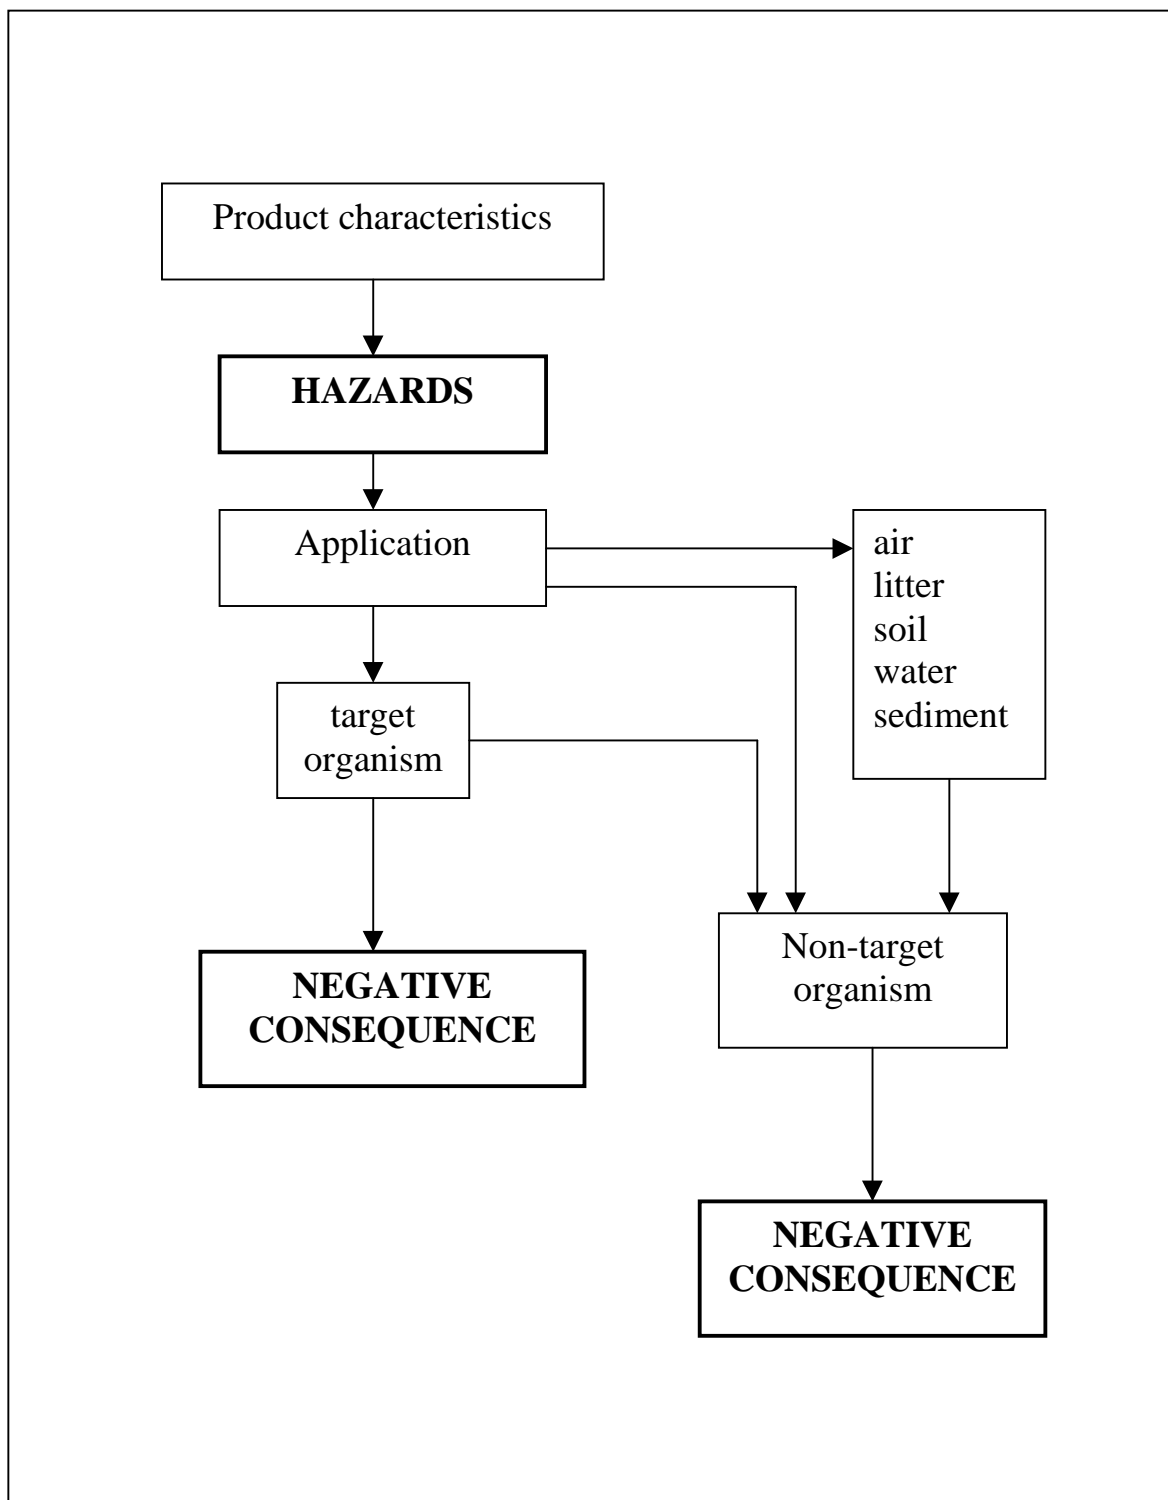 Product characteristics
HAZARDS
Application
air
litter
soil
water
sediment
target
organism
Non-target
organism
NEGATIVE
CONSEQUENCE
NEGATIVE
CONSEQUENCE